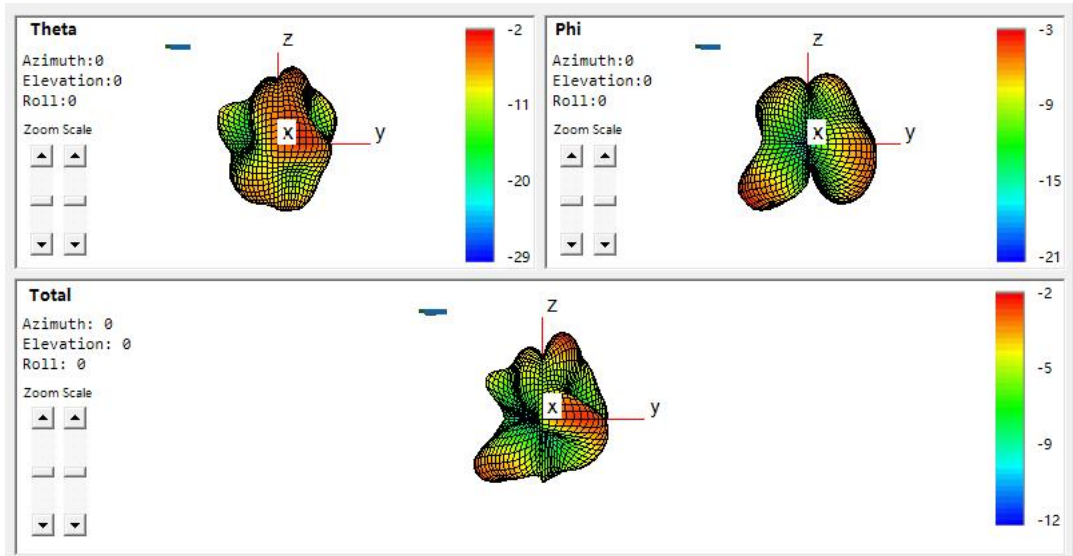 Theta
Azimuth:0
Elevation:0
Roll:0
Zoom Scale
z
x
y
-2
-11
-20
-29
Phi
Azimuth:0
Elevation:0
Roll:0
Zoom Scale
z
x
y
-3
-9
-15
-21
Total
Azimuth: 0
Elevation: 0
Roll: 0
Zoom Scale
z
x
y
-2
-5
-9
-12